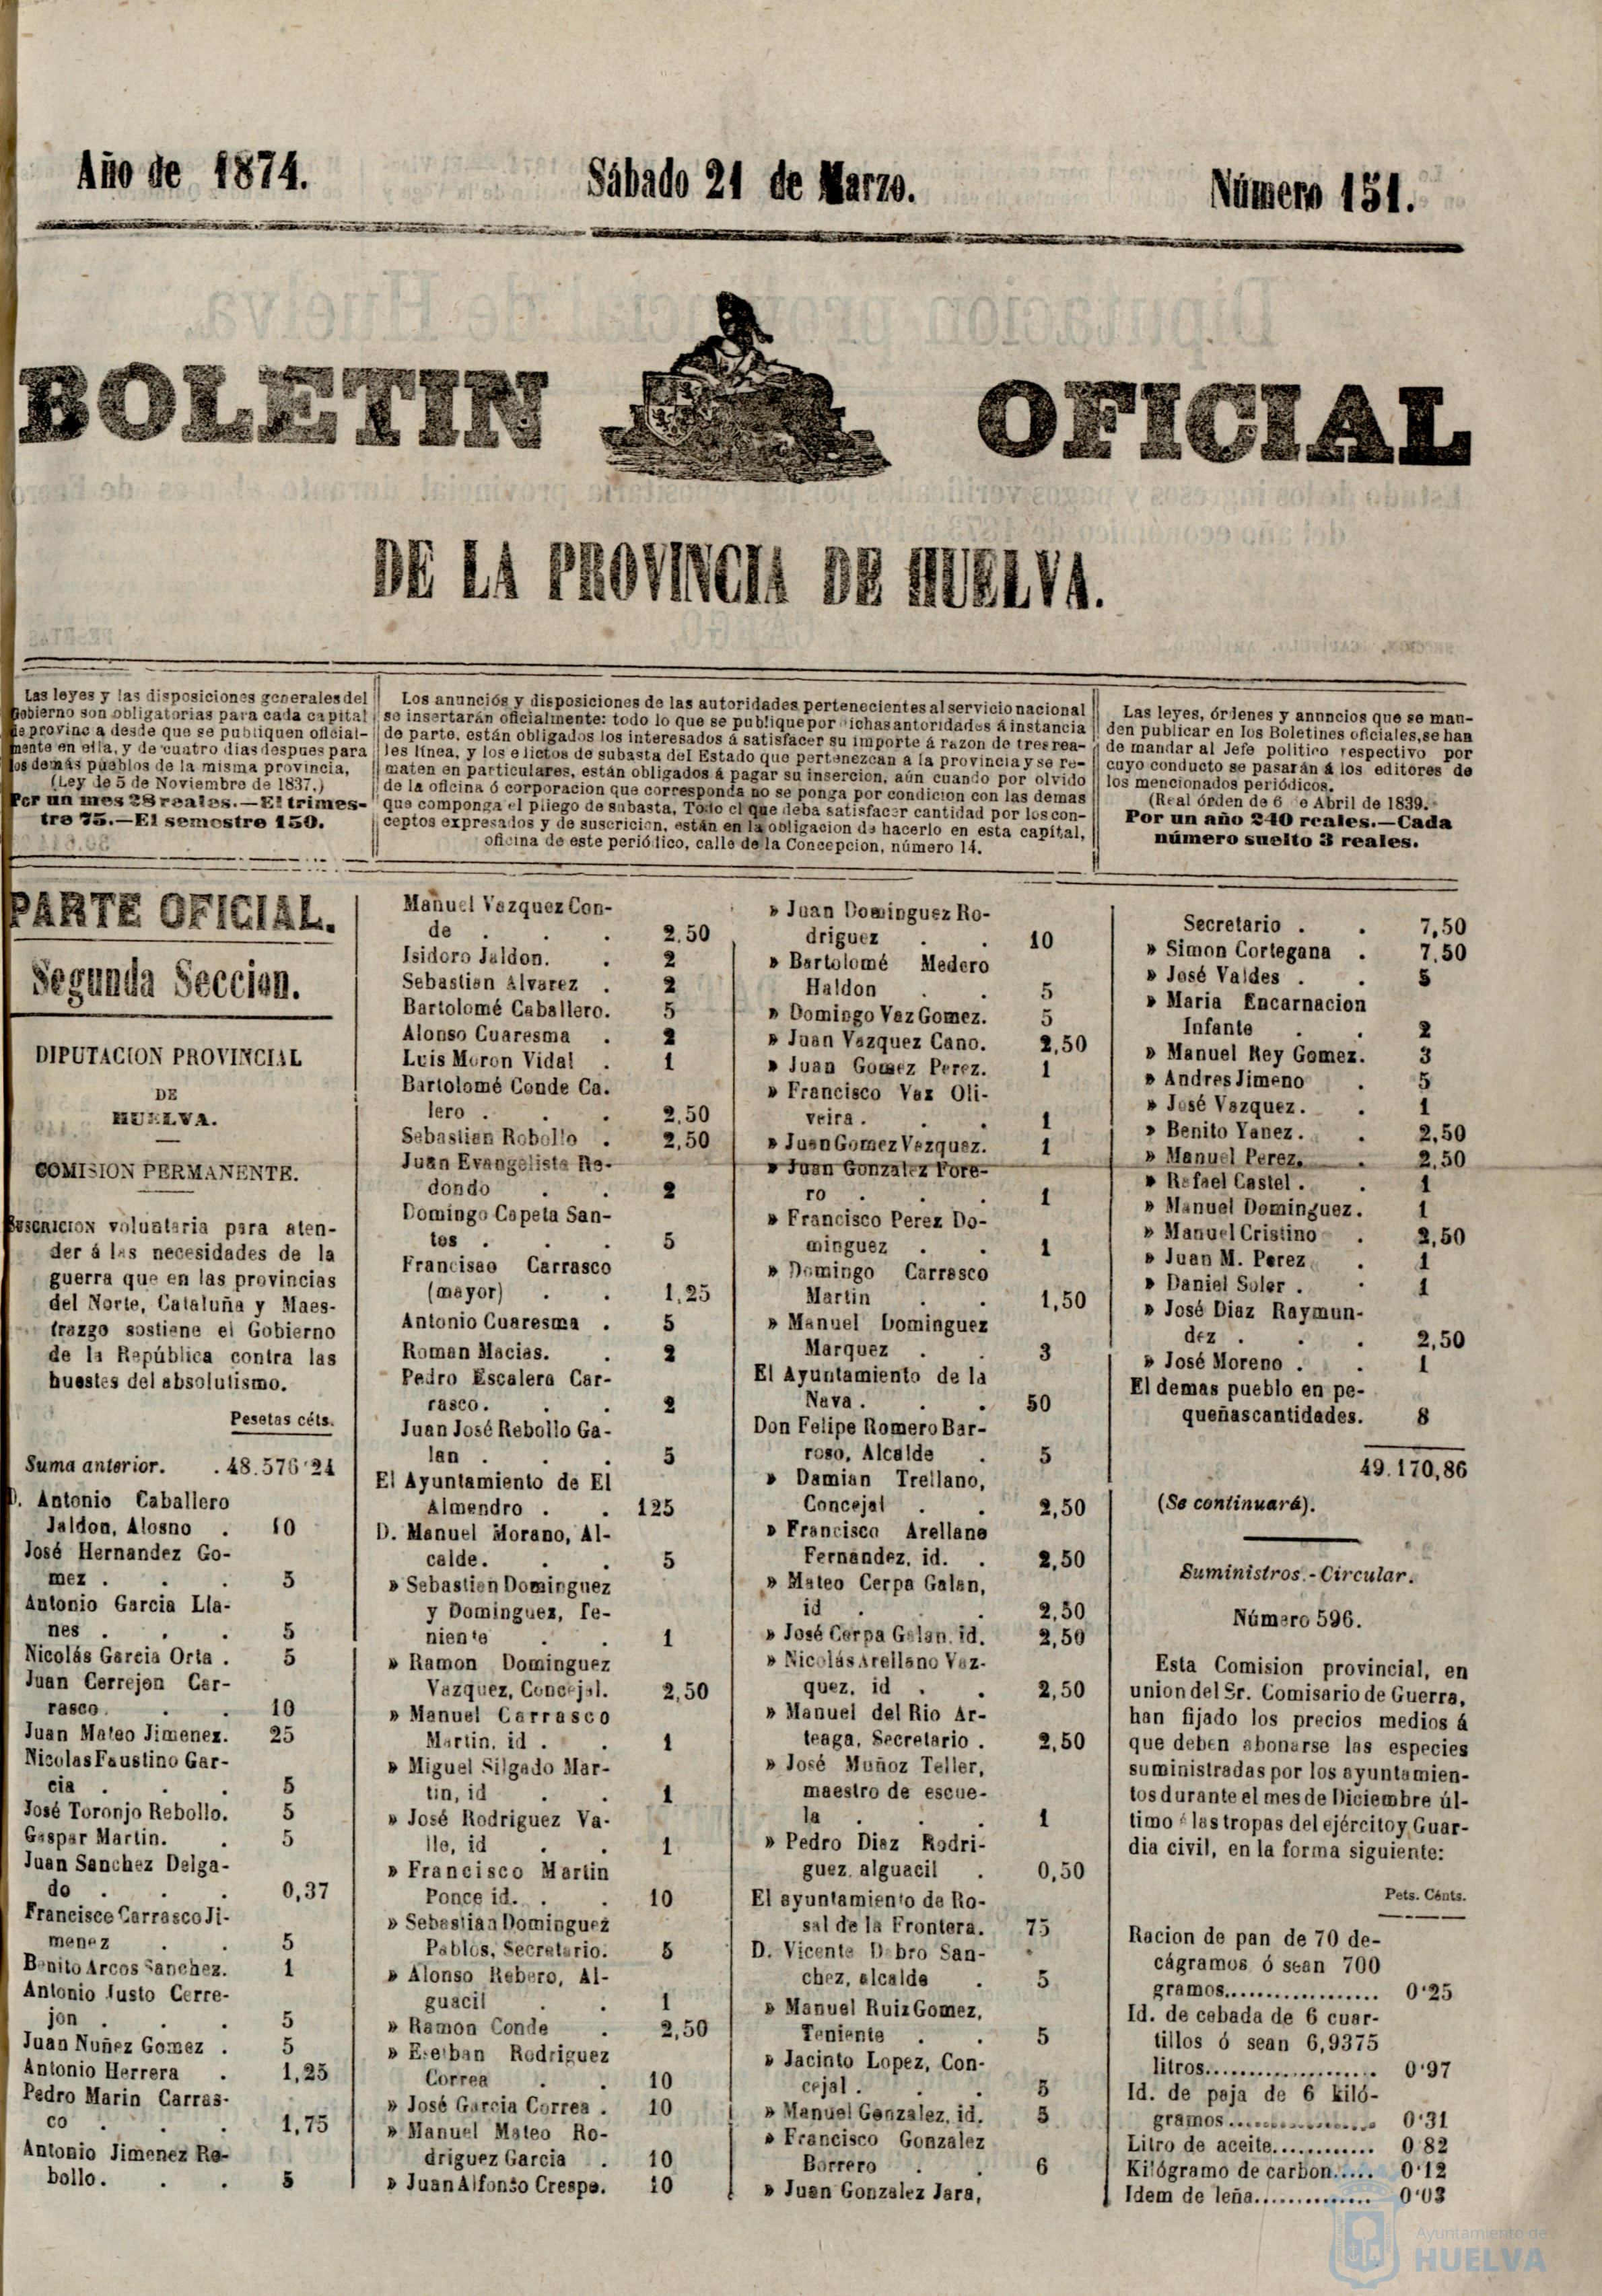 Año de 1874.
Sábado 21 de Marzo.
Número 151.
BOLETIN OFICIAL
DE LA PROVINCIA DE HUELVA.
Las leyes y las disposiciones generales del
Gobierno son obligatorias para cada capital
de provinc a desde que se publiquen oficial-
mente en ella, y de cuatro dias despues para
los demás pueblos de la misma provincia,
(Ley de 5 de Noviembre de 1837.)
Por un mes 28 reales.—El trimes-
tre 75.—El semestre 150.
Los anunciós y disposiciones de las autoridades pertenecientes al servicio nacional
se insertarán oficialmente: todo lo que se publique por ichas antoridades á instancia
de parte, están obligados los interesados á satisfacer su importe á razon de tres rea-
les línea, y los e lictos de subasta del Estado que pertenezcan á la provincia y se re-
maten en particulares, están obligados á pagar su insercion, aún cuando por olvido
de la oficina ó corporacion que corresponda no se ponga por condicion con las demas
que componga el pliego de subasta, Todo el que deba satisfacer cantidad por los con-
ceptos expresados y de suscricion, están en la obligacion de hacerlo en esta capital,
oficina de este periódico, calle de la Concepcion, número 14.
Las leyes, órdenes y anuncios que se man-
den publicar en los Boletines oficiales, se han
de mandar al Jefe politico respectivo por
cuyo conducto se pasarán á los editores de
los mencionados periódicos.
(Real órden de 6 e Abril de 1839.
Por un año 240 reales.—Cada
número suelto 3 reales.
PARTE OFICIAL.
Segunda Seccion.
DIPUTACION PROVINCIAL
DE
HUELVA.
COMISION PERMANENTE.
SUSCRICION voluntaria para aten-
der á las necesidades de la
guerra que en las provincias
del Norte, Cataluña y Maes-
trazgo sostiene el Gobierno
de la República contra las
huestes del absolutismo.
Pesetas céts.
Suma anterior. . 48.576'24
D. Antonio Caballero
Jaldon, Alosno . 10
José Hernandez Go-
mez . . . 5
Antonio Garcia Lla-
nes . . . 5
Nicolás Garcia Orta . 5
Juan Cerrejon Car-
rasco . . . 10
Juan Mateo Jimenez. 25
Nicolas Faustino Gar-
cia . . . 5
José Toronjo Rebollo. 5
Gaspar Martin. . 5
Juan Sanchez Delga-
do . . . 0,37
Francisco Carrasco Ji-
menez . . 5
Benito Arcos Sanchez. 1
Antonio Justo Cerre-
jon . . . 5
Juan Nuñez Gomez . 5
Antonio Herrera . 1,25
Pedro Marin Carras-
co . . . 1,75
Antonio Jimenez Re-
bollo. . . 5
Manuel Vazquez Con-
de . . . 2.50
Isidoro Jaldon. . 2
Sebastian Alvarez . 2
Bartolomé Caballero. 5
Alonso Cuaresma . 2
Luis Moron Vidal . 1
Bartolomé Conde Ca.
lero . . . 2,50
Sebastian Robollo . 2,50
Juan Evangelista Re-
dondo . . 2
Domingo Capeta San-
tos . . . 5
Francisao Carrasco
(mayor) . . 1,25
Antonio Cuaresma . 5
Roman Macias. . 2
Pedro Escalera Car-
rasco. . . 2
Juan José Rebollo Ga-
lan . . . 5
El Ayuntamiento de El
Almendro . . 125
D. Manuel Morano, Al-
calde. . . 5
» Sebastian Dominguez
y Dominguez, Te-
niente . . 1
» Ramon Dominguez
Vazquez, Concejal. 2,50
» Manuel Carrasco
Martin, id . . 1
» Miguel Silgado Mar-
tin, id . . 1
» José Rodriguez Va-
lle, id . . 1
» Francisco Martin
Ponce id. . . 10
» Sebastian Dominguez
Pablos, Secretario. 5
» Alonso Rebero, Al-
guacil . . 1
» Ramon Conde . 2,50
» Esteban Rodriguez
Correa . . 10
» José Garcia Correa . 10
» Manuel Mateo Ro-
driguez Garcia . 10
» Juan Alfonso Crespo. 10
» Juan Dominguez Ro-
driguez . . 10
» Bartolomé Medero
Haldon . . 5
» Domingo Vaz Gomez. 5
» Juan Vazquez Cano. 2,50
» Juan Gomez Perez. 1
» Francisco Vaz Oli-
veira . . . 1
» Juan Gomez Vazquez. 1
» Juan Gonzalez Fore-
ro . . . 1
» Francisco Perez Do-
minguez . . 1
» Domingo Carrasco
Martin . . 1,50
» Manuel Dominguez
Marquez . . 3
El Ayuntamiento de la
Nava . . . 50
Don Felipe Romero Bar-
roso, Alcalde . 5
» Damian Trellano,
Concejal . . 2,50
» Francisco Arellane
Fernandez, id. . 2,50
» Mateo Cerpa Galan,
id . . 2,50
» José Cerpa Galan, id. 2,50
» Nicolás Arellano Vaz-
quez, id . . 2,50
» Manuel del Rio Ar-
teaga, Secretario . 2,50
» José Muñoz Teller,
maestro de escue-
la . . . 1
» Pedro Diaz Rodri-
guez, alguacil . 0,50
El ayuntamiento de Ro-
sal de la Frontera. 75
D. Vicente D bro San-
chez, alcalde . 5
» Manuel Ruiz Gomez,
Teniente . . 5
» Jacinto Lopez, Con-
cejal . . . 5
» Manuel Gonzalez, id. 5
» Francisco Gonzalez
Borrero . . 6
» Juan Gonzalez Jara,
Secretario . . 7,50
» Simon Cortegana . 7,50
» José Valdes . . 5
» Maria Encarnacion
Infante . . 2
» Manuel Rey Gomez. 3
» Andres Jimeno . 5
» José Vazquez. . 1
» Benito Yanez. . 2,50
» Manuel Perez. . 2,50
» Rafael Castel . . 1
» Manuel Dominguez. 1
» Manuel Cristino . 2,50
» Juan M. Perez . 1
» Daniel Soler . . 1
» José Diaz Raymun-
dez . . . 2,50
» José Moreno . . 1
El demas pueblo en pe-
queñas cantidades. 8
49.170,86
(Se continuará).
Suministros.-Circular.
Número 596.
Esta Comision provincial, en
union del Sr. Comisario de Guerra,
han fijado los precios medios á
que deben abonarse las especies
suministradas por los ayuntamien-
tos durante el mes de Diciembre úl-
timo á las tropas del ejército y Guar-
dia civil, en la forma siguiente:
Pets. Cénts.
Racion de pan de 70 de-
cágramos ó sean 700
gramos.................. 0'25
Id. de cebada de 6 cuar-
tillos ó sean 6,9375
litros................... 0'97
Id. de paja de 6 kiló-
gramos................. 0'31
Litro de aceite............ 0 82
Kilógramo de carbon..... 0'12
Idem de leña.............. 0'03
Ayuntamiento de
HUELVA